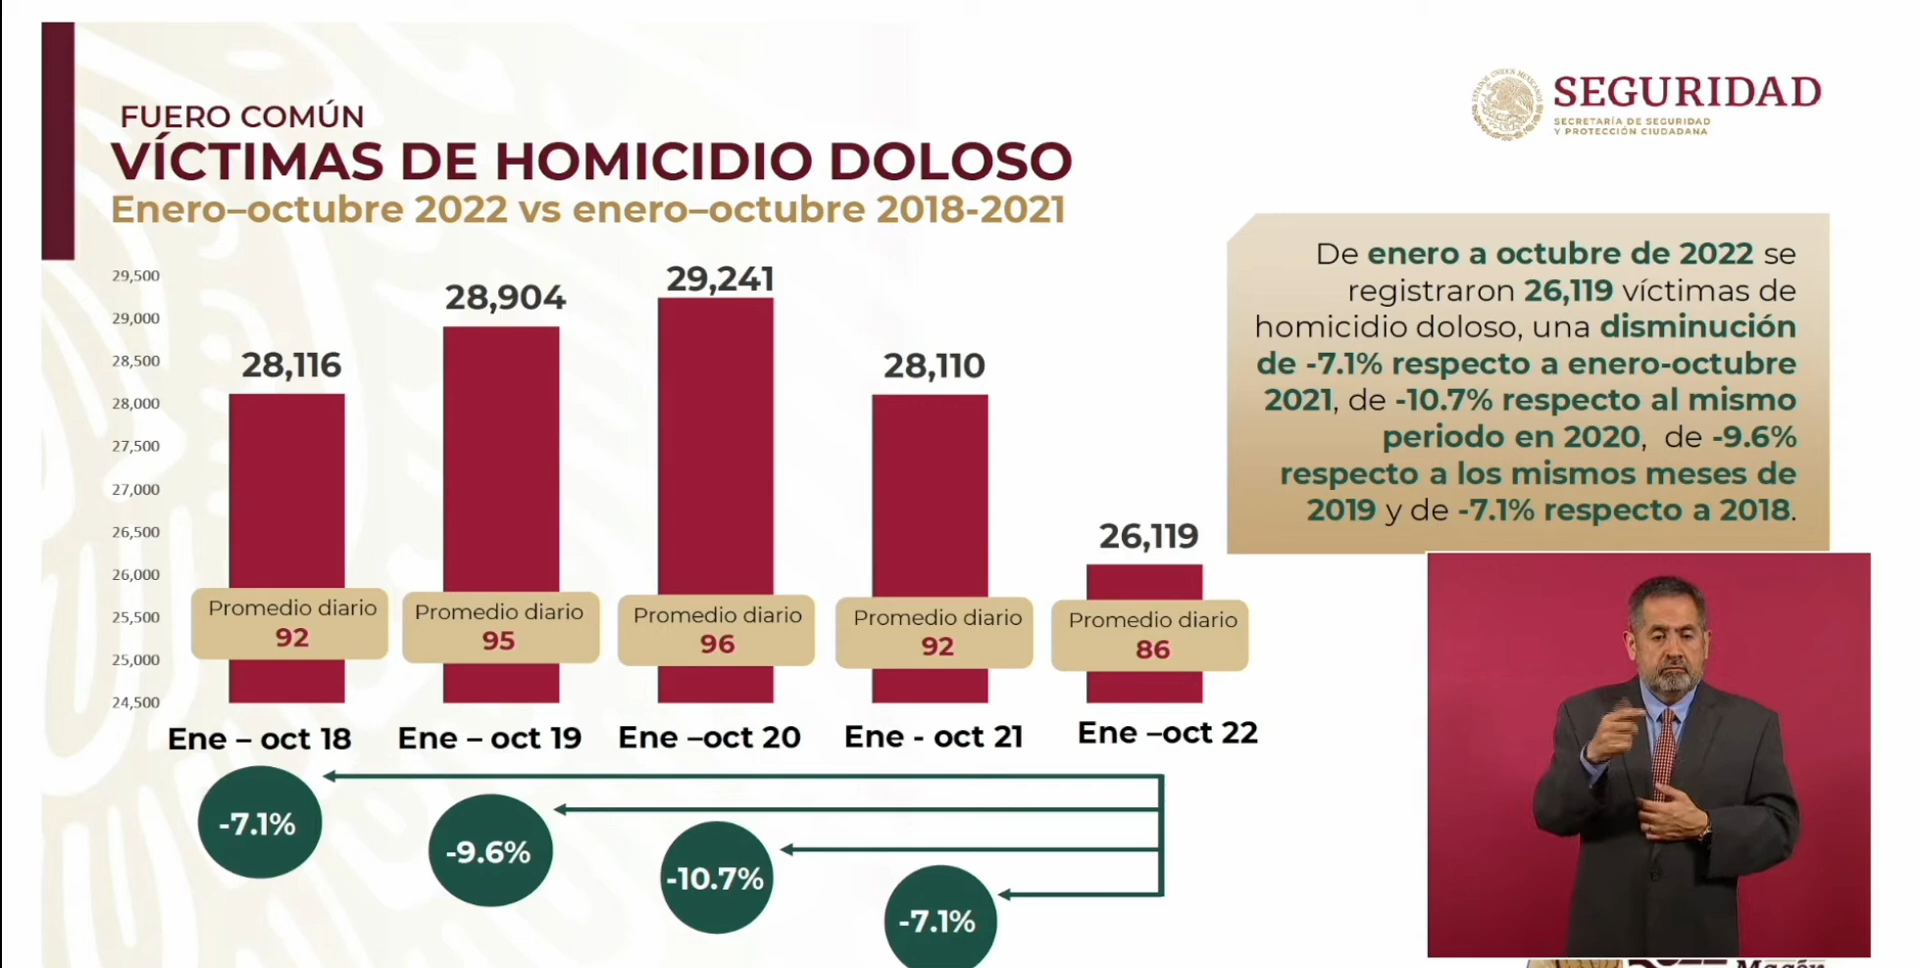 FUERO COMÚN
VÍCTIMAS DE HOMICIDIO DOLOSO
Enero–octubre 2022 vs enero–octubre 2018-2021
SEGURIDAD
SECRETARÍA DE SEGURIDAD
Y PROTECCIÓN CIUDADANA
ESTADOS UNIDOS MEXICANOS
De enero a octubre de 2022 se
registraron 26,119 víctimas de
homicidio doloso, una disminución
de -7.1% respecto a enero-octubre
2021, de -10.7% respecto al mismo
periodo en 2020, de -9.6%
respecto a los mismos meses de
2019 y de -7.1% respecto a 2018.
29,500
29,000
28,500
28,000
27,500
27,000
26,500
26,000
25,500
25,000
24,500
28,116
28,904
29,241
28,110
26,119
Promedio diario
92
Promedio diario
95
Promedio diario
96
Promedio diario
92
Promedio diario
86
Ene – oct 18
Ene – oct 19
Ene –oct 20
Ene - oct 21
Ene –oct 22
-7.1%
-9.6%
-10.7%
-7.1%